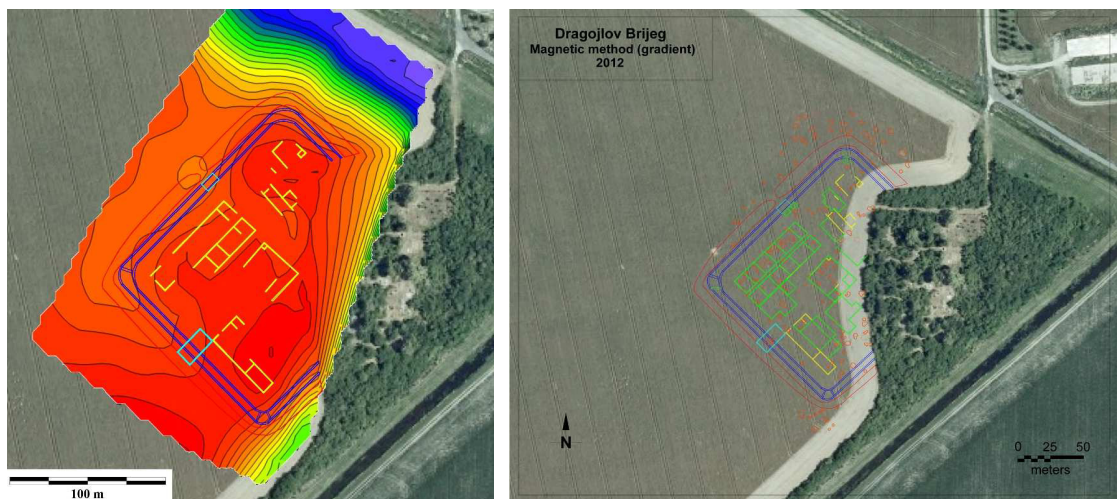 100 m
Dragojlov Brijeg
Magnetic method (gradient)
2012
N
0 25 50
meters